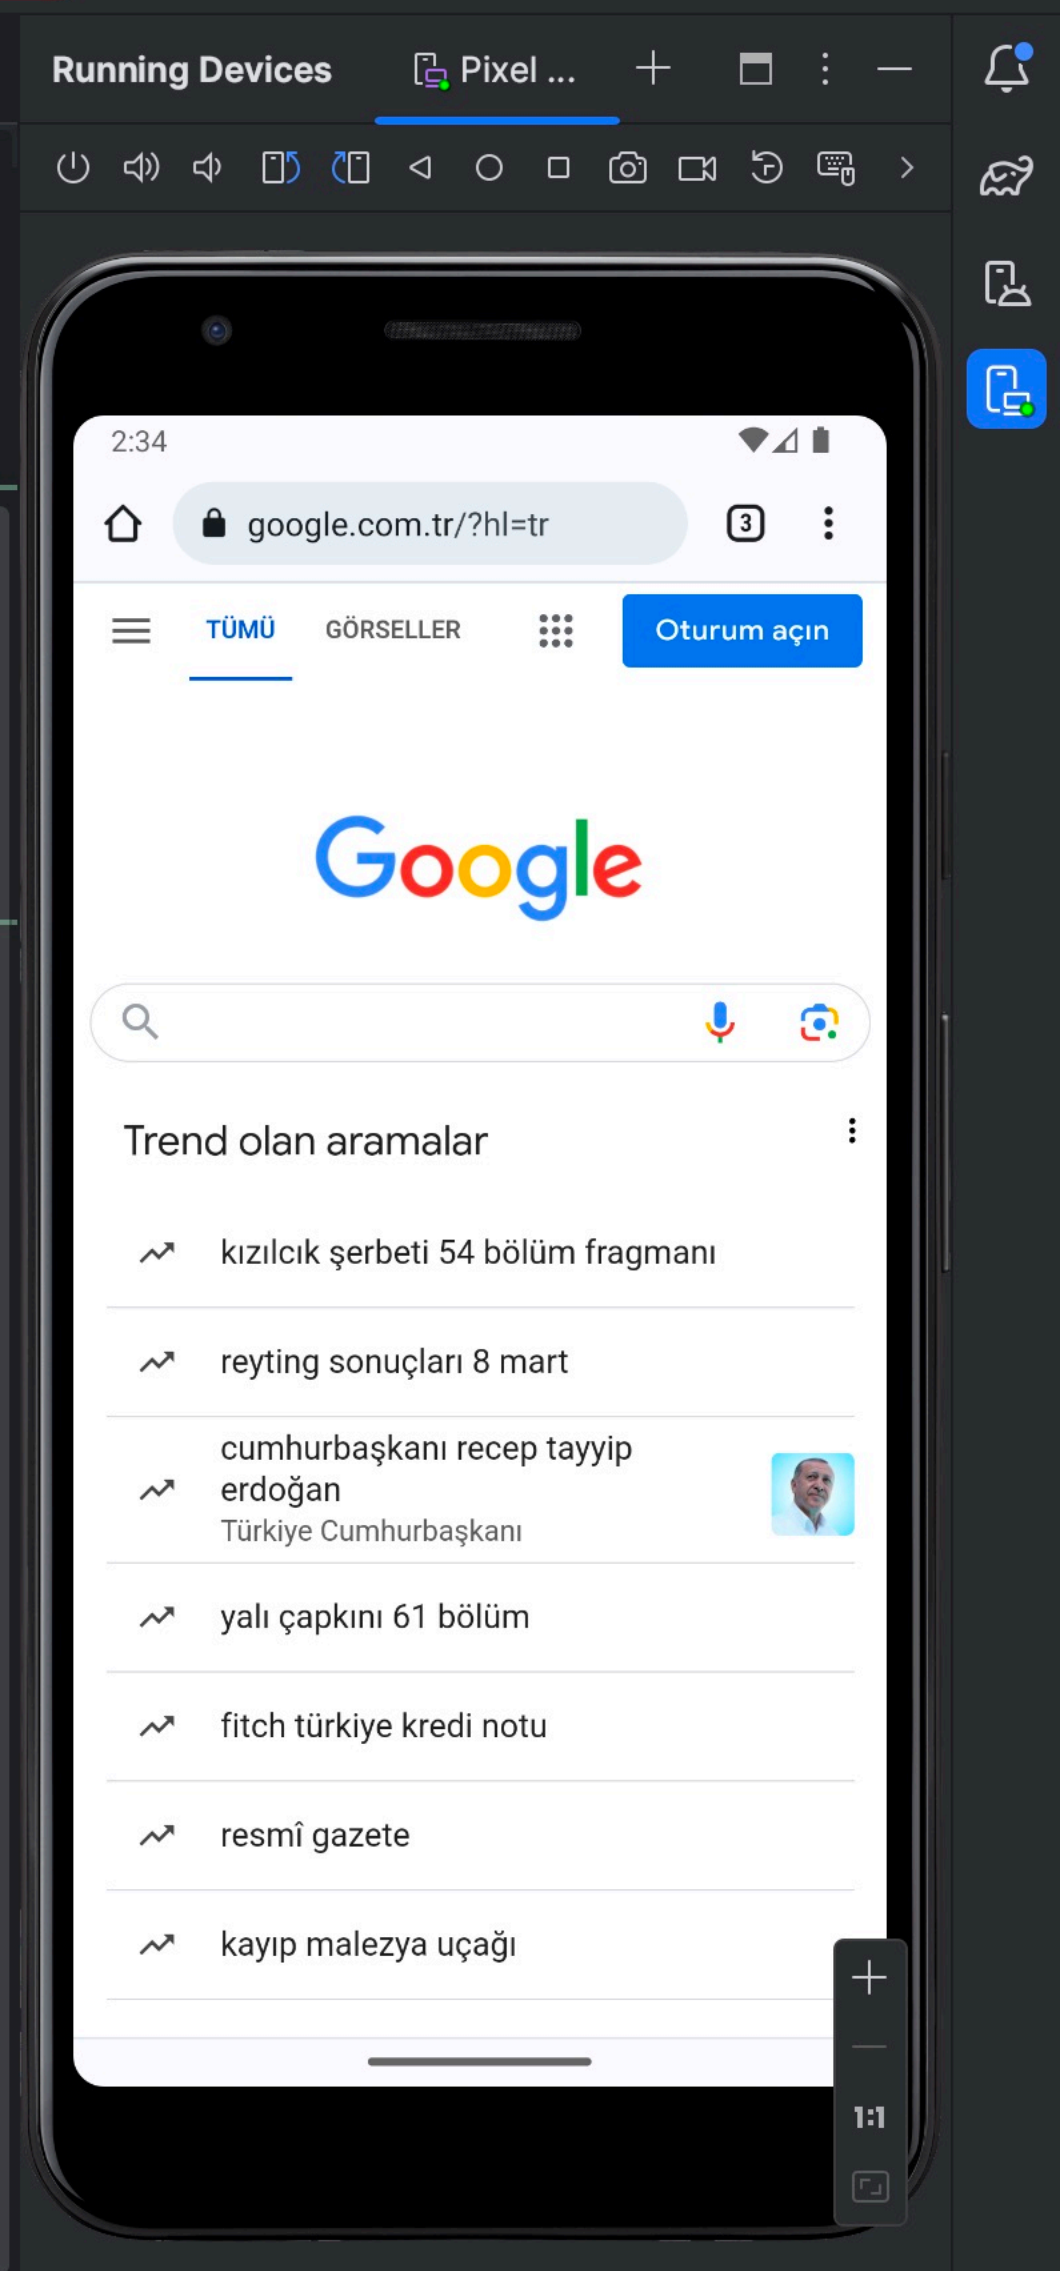 Running Devices
Pixel ...
2:34
google.com.tr/?hl=tr
3
TÜMÜ
GÖRSELLER
Oturum açın
Google
Trend olan aramalar
kızılcık şerbeti 54 bölüm fragmanı
reyting sonuçları 8 mart
cumhurbaşkanı recep tayyip
erdoğan
Türkiye Cumhurbaşkanı
yalı çapkını 61 bölüm
fitch türkiye kredi notu
resmî gazete
kayıp malezya uçağı
1:1